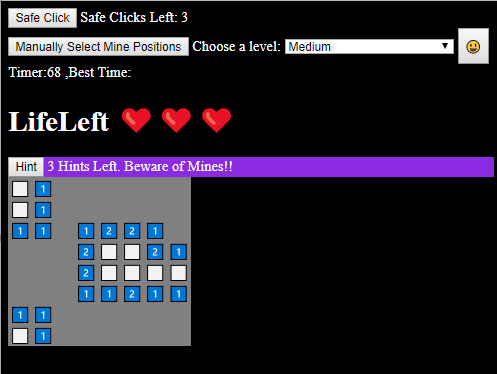 Safe Click Safe Clicks Left: 3
Manually Select Mine Positions Choose a level: Medium
Timer:68 ,Best Time:
LifeLeft
Hint 3 Hints Left. Beware of Mines!!
1
1
1 1 1 2 2 1
2 2 1
2
1 1 2 1 1
1 1
1